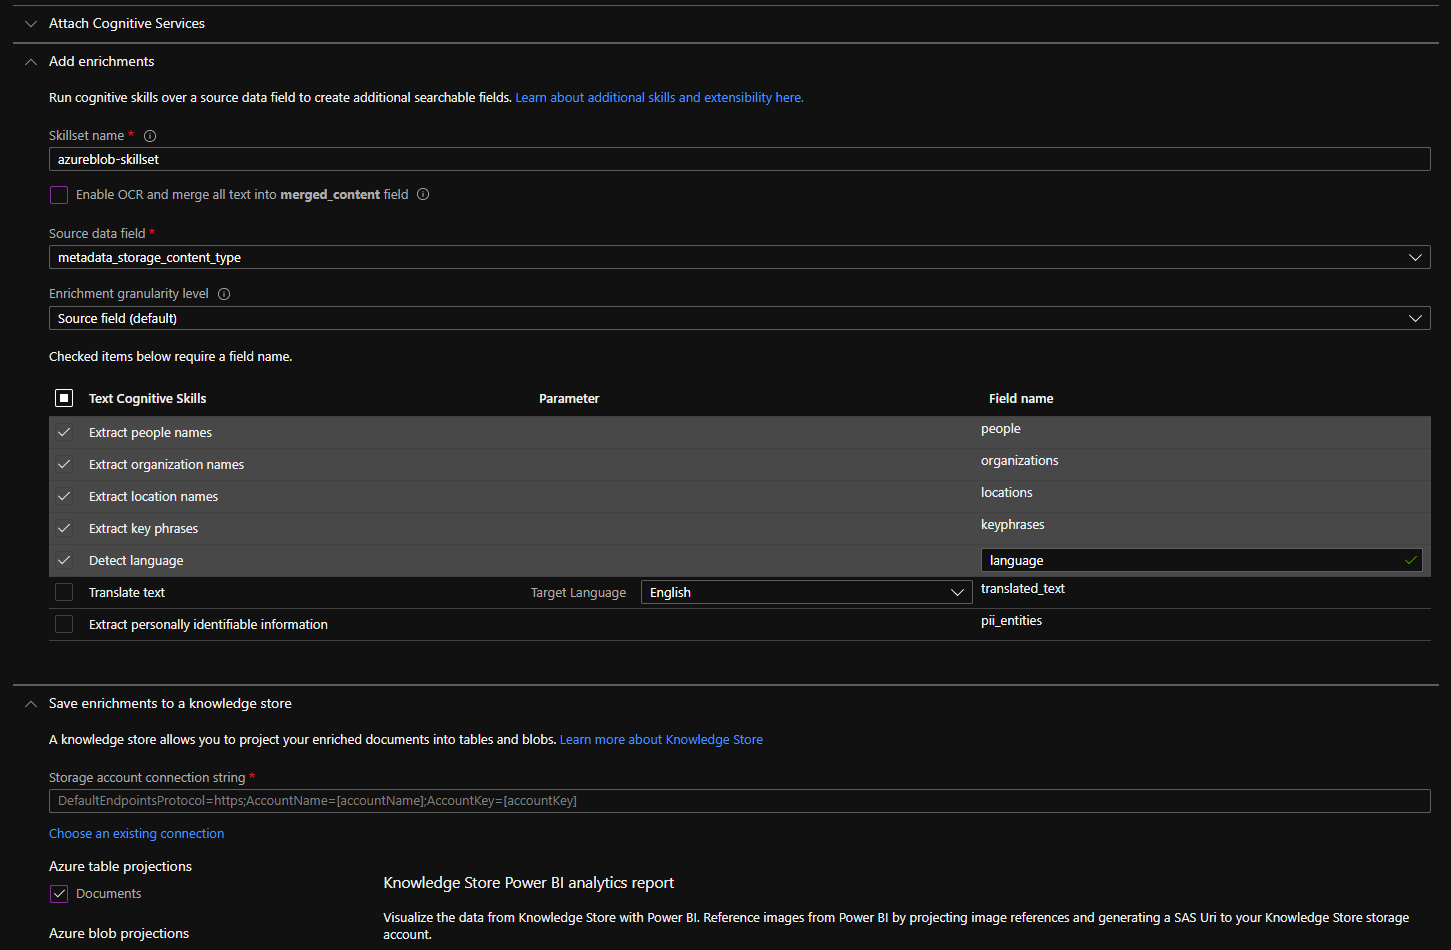 Attach Cognitive Services
Add enrichments
Run cognitive skills over a source data field to create additional searchable fields. Learn about additional skills and extensibility here.
Skillset name *
azureblob-skillset
Enable OCR and merge all text into merged_content field
Source data field *
metadata_storage_content_type
Enrichment granularity level
Source field (default)
Checked items below require a field name.
Text Cognitive Skills Parameter Field name
Extract people names people
Extract organization names organizations
Extract location names locations
Extract key phrases keyphrases
Detect language language
Translate text Target Language English translated_text
Extract personally identifiable information pii_entities
Save enrichments to a knowledge store
A knowledge store allows you to project your enriched documents into tables and blobs. Learn more about Knowledge Store
Storage account connection string *
DefaultEndpointsProtocol=https;AccountName=[accountName];AccountKey=[accountKey]
Choose an existing connection
Azure table projections
Documents
Azure blob projections
Knowledge Store Power BI analytics report
Visualize the data from Knowledge Store with Power BI. Reference images from Power BI by projecting image references and generating a SAS Uri to your Knowledge Store storage
account.